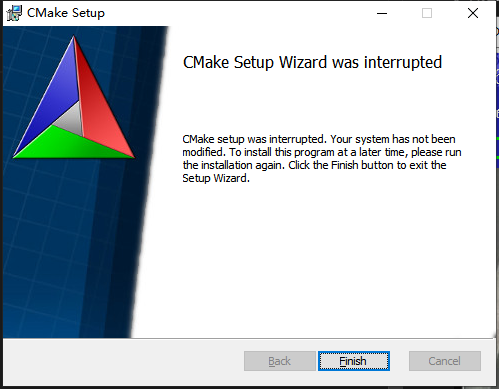 CMake Setup
CMake Setup Wizard was interrupted
CMake setup was interrupted. Your system has not been
modified. To install this program at a later time, please run
the installation again. Click the Finish button to exit the
Setup Wizard.
Back
Finish
Cancel